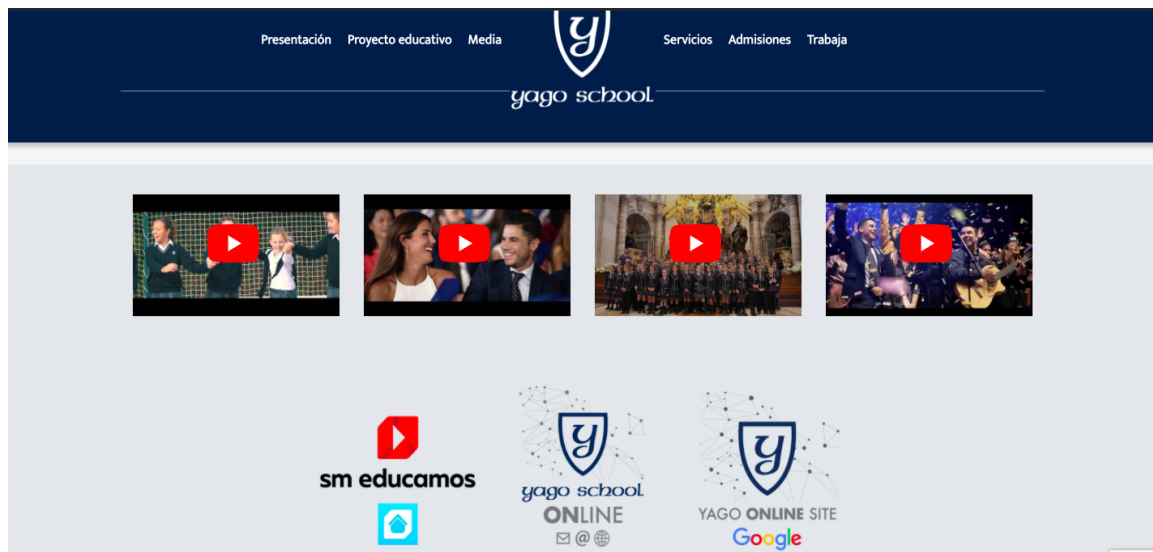 Presentación Proyecto educativo Media Servicios Admisiones Trabaja
y
yago school
sm educamos
y
yago school
ONLINE
@
y
YAGO ONLINE SITE
Google